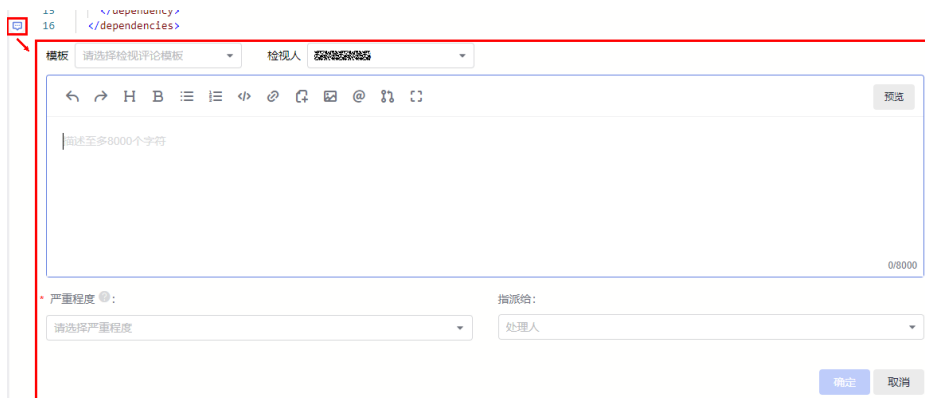 15 </dependency>
16 </dependencies>
模板 请选择检视评论模板 检视人
预览
描述至多8000个字符
0/8000
* 严重程度 ? : 指派给:
请选择严重程度 处理人
确定 取消